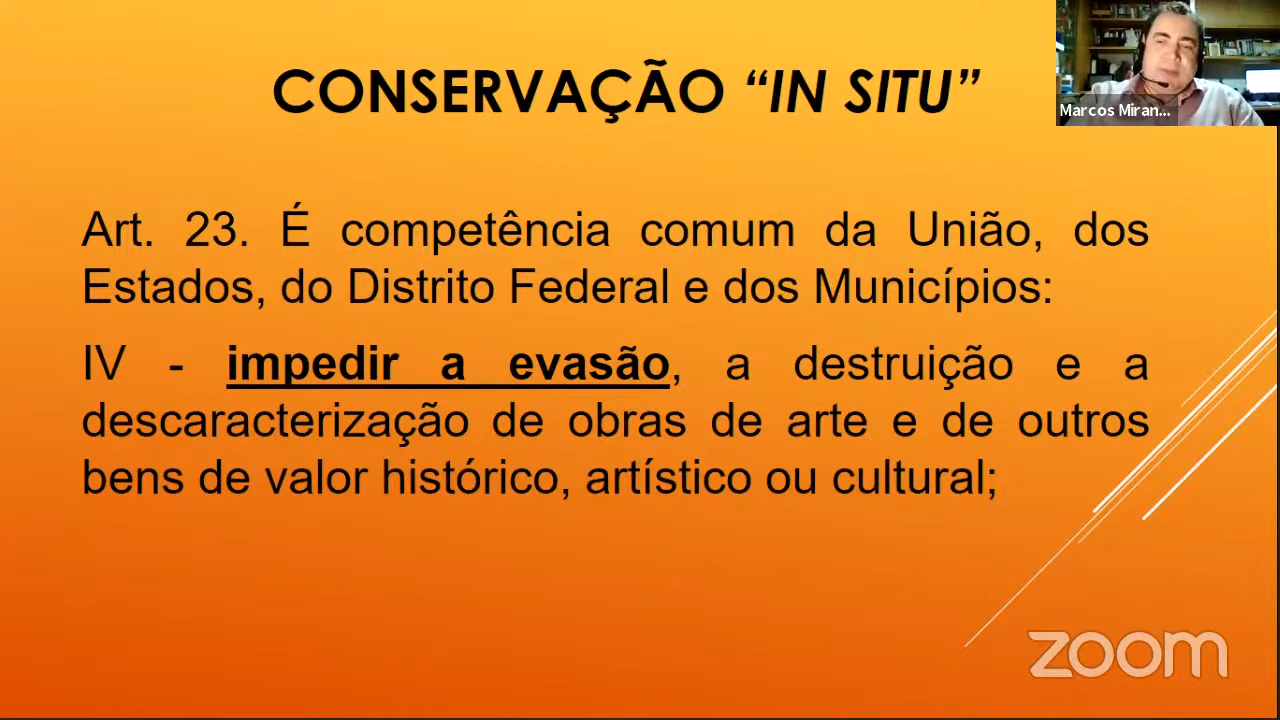 CONSERVAÇÃO “IN SITU”
Marcos Miran...
Art. 23. É competência comum da União, dos
Estados, do Distrito Federal e dos Municípios:
IV - impedir a evasão, a destruição e a
descaracterização de obras de arte e de outros
bens de valor histórico, artístico ou cultural;
zoom